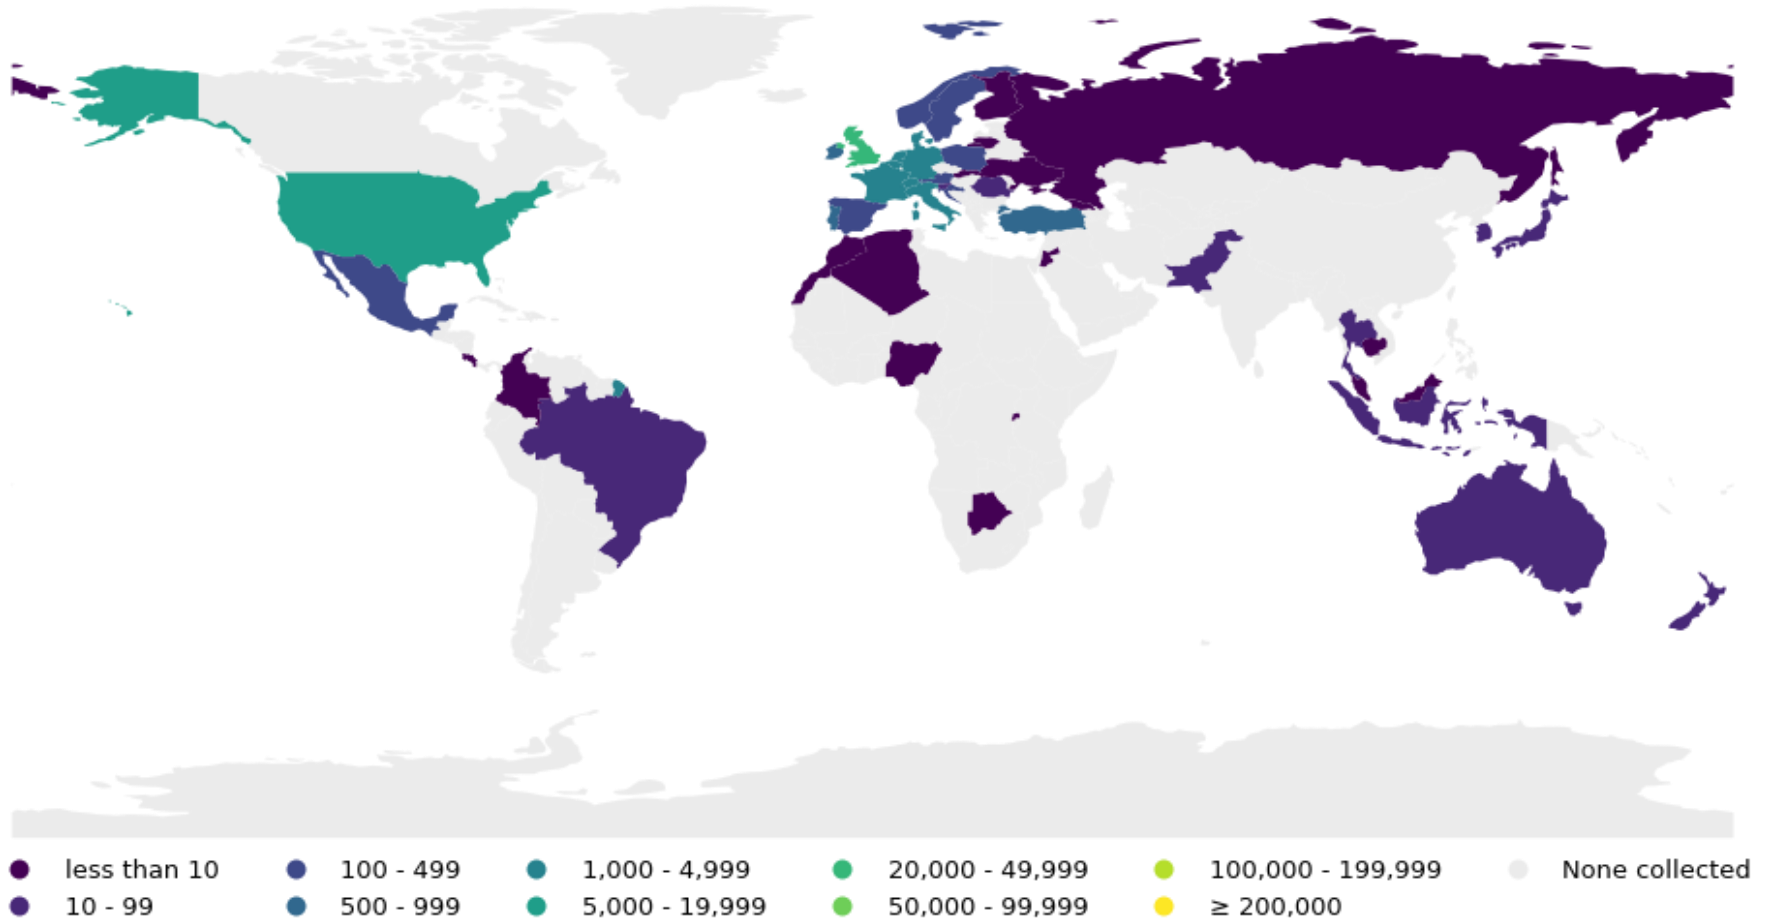 less than 10
100 - 499
1,000 - 4,999
20,000 - 49,999
100,000 - 199,999
None collected
10 - 99
500 - 999
5,000 - 19,999
50,000 - 99,999
≥ 200,000